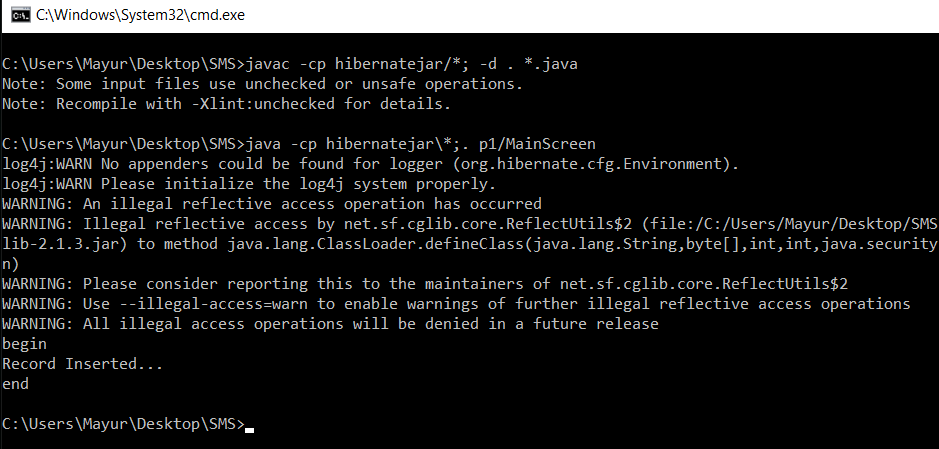 C:\Windows\System32\cmd.exe
C:\Users\Mayur\Desktop\SMS>javac -cp hibernatejar/*; -d . *.java
Note: Some input files use unchecked or unsafe operations.
Note: Recompile with -Xlint:unchecked for details.
C:\Users\Mayur\Desktop\SMS>java -cp hibernatejar\*;. p1/MainScreen
log4j:WARN No appenders could be found for logger (org.hibernate.cfg.Environment).
log4j:WARN Please initialize the log4j system properly.
WARNING: An illegal reflective access operation has occurred
WARNING: Illegal reflective access by net.sf.cglib.core.ReflectUtils$2 (file:/C:/Users/Mayur/Desktop/SMS
lib-2.1.3.jar) to method java.lang.ClassLoader.defineClass(java.lang.String,byte[],int,int,java.security
n)
WARNING: Please consider reporting this to the maintainers of net.sf.cglib.core.ReflectUtils$2
WARNING: Use --illegal-access=warn to enable warnings of further illegal reflective access operations
WARNING: All illegal access operations will be denied in a future release
begin
Record Inserted...
end
C:\Users\Mayur\Desktop\SMS>